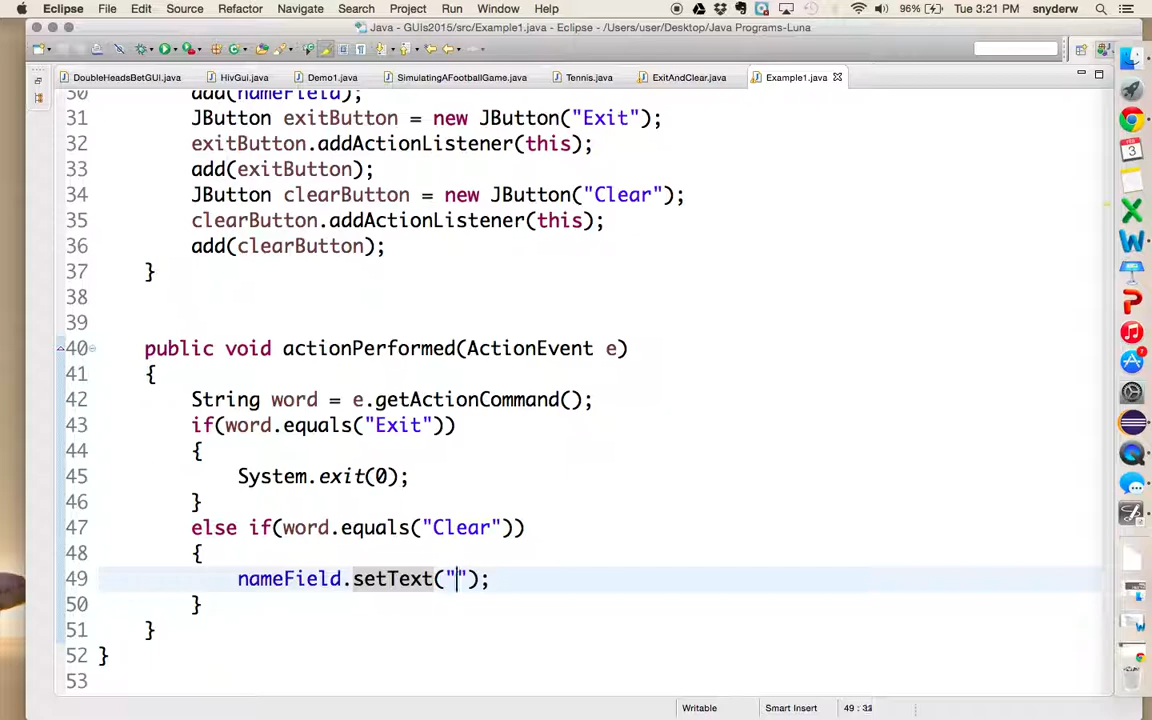 Eclipse File Edit Source Refactor Navigate Search Project Run Window Help 96% Tue 3:21 PM snyderw
Java - GUIs2015/src/Example1.java - Eclipse - /Users/user/Desktop/Java Programs-Luna
DoubleHeadsBetGUI.java HivGui.java Demo1.java SimulatingAFootballGame.java Tennis.java ExitAndClear.java Example1.java
30 add(nameField);
31 JButton exitButton = new JButton("Exit");
32 exitButton.addActionListener(this);
33 add(exitButton);
34 JButton clearButton = new JButton("Clear");
35 clearButton.addActionListener(this);
36 add(clearButton);
37 }
38
39
40 public void actionPerformed(ActionEvent e)
41 {
42 String word = e.getActionCommand();
43 if(word.equals("Exit"))
44 {
45 System.exit(0);
46 }
47 else if(word.equals("Clear"))
48 {
49 nameField.setText("");
50 }
51 }
52 }
53
Writable Smart Insert 49 : 32